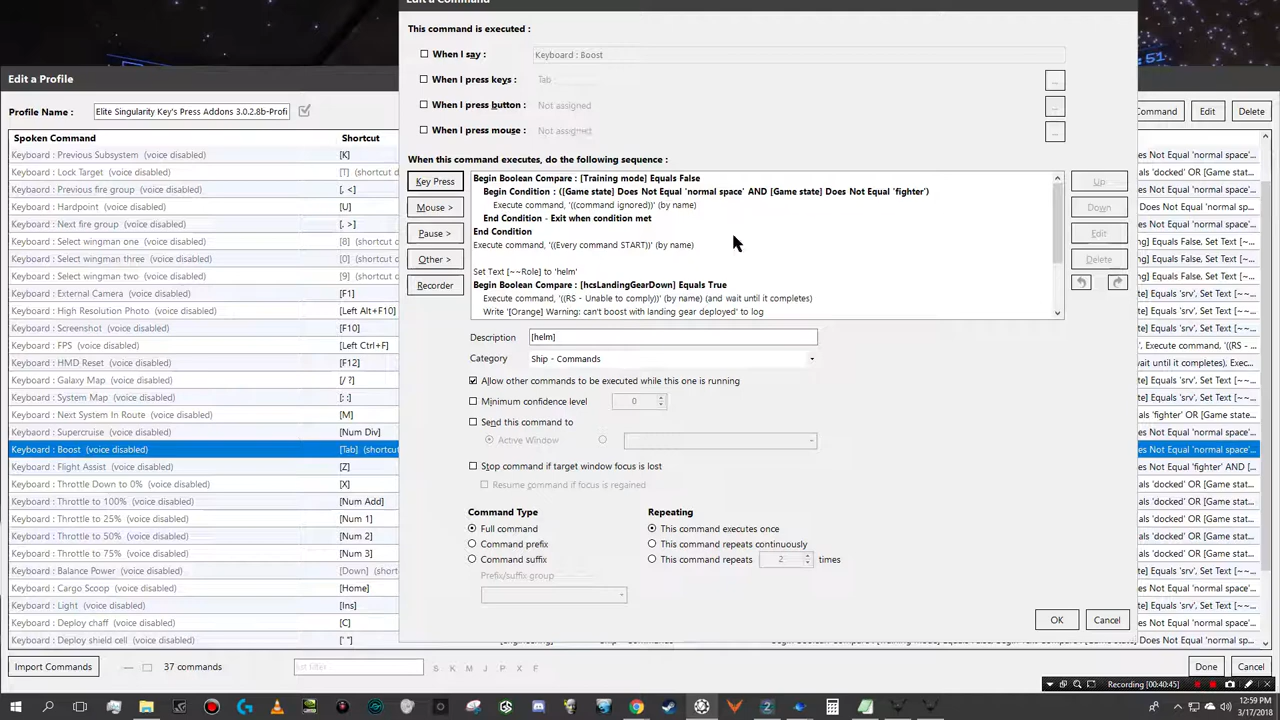 Edit a Command
This command is executed :
When I say : Keyboard : Boost
When I press keys : Tab ...
When I press button : Not assigned ...
When I press mouse : Not assigned ...
When this command executes, do the following sequence :
Key Press
Mouse >
Pause >
Other >
Recorder
Begin Boolean Compare : [Training mode] Equals False
Begin Condition : ([Game state] Does Not Equal 'normal space' AND [Game state] Does Not Equal 'fighter')
Execute command, '((command ignored))' (by name)
End Condition - Exit when condition met
End Condition
Execute command, '((Every command START))' (by name)
Set Text [~~Role] to 'helm'
Begin Boolean Compare : [hcsLandingGearDown] Equals True
Execute command, '((RS - Unable to comply))' (by name) (and wait until it completes)
Write '[Orange] Warning: can't boost with landing gear deployed' to log
Up
Down
Edit
Delete
Description [helm]
Category Ship - Commands
Allow other commands to be executed while this one is running
Minimum confidence level 0
Send this command to
Active Window
Stop command if target window focus is lost
Resume command if focus is regained
Command Type
Full command
Command prefix
Command suffix
Prefix/suffix group
Repeating
This command executes once
This command repeats continuously
This command repeats 2 times
OK Cancel
Edit a Profile
Profile Name : Elite Singularity Key's Press Addons 3.0.2.8b-Profi
Command Edit Delete
Spoken Command Shortcut
Keyboard : Previous Subsystem (voice disabled) [K]
Keyboard : Lock Target (voice disabled) [T] (shortcut
Keyboard : Previous fire group (voice disabled) [, <]
Keyboard : Hardpoint (voice disabled) [U]
Keyboard : Next fire group (voice disabled) [. >]
Keyboard : Select wingman one (voice disabled) [8] (shortcut
Keyboard : Select wingman three (voice disabled) [0] (shortcut
Keyboard : Select wingman two (voice disabled) [9] (shortcut
Keyboard : External Camera (voice disabled) [F1]
Keyboard : High Resolution Photo (voice disabled) [Left Alt+F10]
Keyboard : Screenshot (voice disabled) [F10]
Keyboard : FPS (voice disabled) [Left Ctrl+F]
Keyboard : HMD Reset (voice disabled) [F12]
Keyboard : Galaxy Map (voice disabled) [/ ?]
Keyboard : System Map (voice disabled) [; :]
Keyboard : Next System In Route (voice disabled) [M]
Keyboard : Supercruise (voice disabled) [Num Div]
Keyboard : Boost (voice disabled) [Tab] (shortcut
Keyboard : Flight Assist (voice disabled) [Z]
Keyboard : Throttle Down to 0% (voice disabled) [X]
Keyboard : Throttle to 100% (voice disabled) [Num Add]
Keyboard : Throttle to 25% (voice disabled) [Num 1]
Keyboard : Throttle to 50% (voice disabled) [Num 2]
Keyboard : Throttle to 75% (voice disabled) [Num 3]
Keyboard : Balance Power (voice disabled) [Down] (shortc
Keyboard : Cargo Scoop (voice disabled) [Home]
Keyboard : Light (voice disabled) [Ins]
Keyboard : Deploy chaff (voice disabled) [C]
Keyboard : Deploy shield cell (voice disabled) [' "]
Import Commands 37 commands S K M J P X F
Done Cancel
Recording [00:40:45]
12:59 PM
3/17/2018